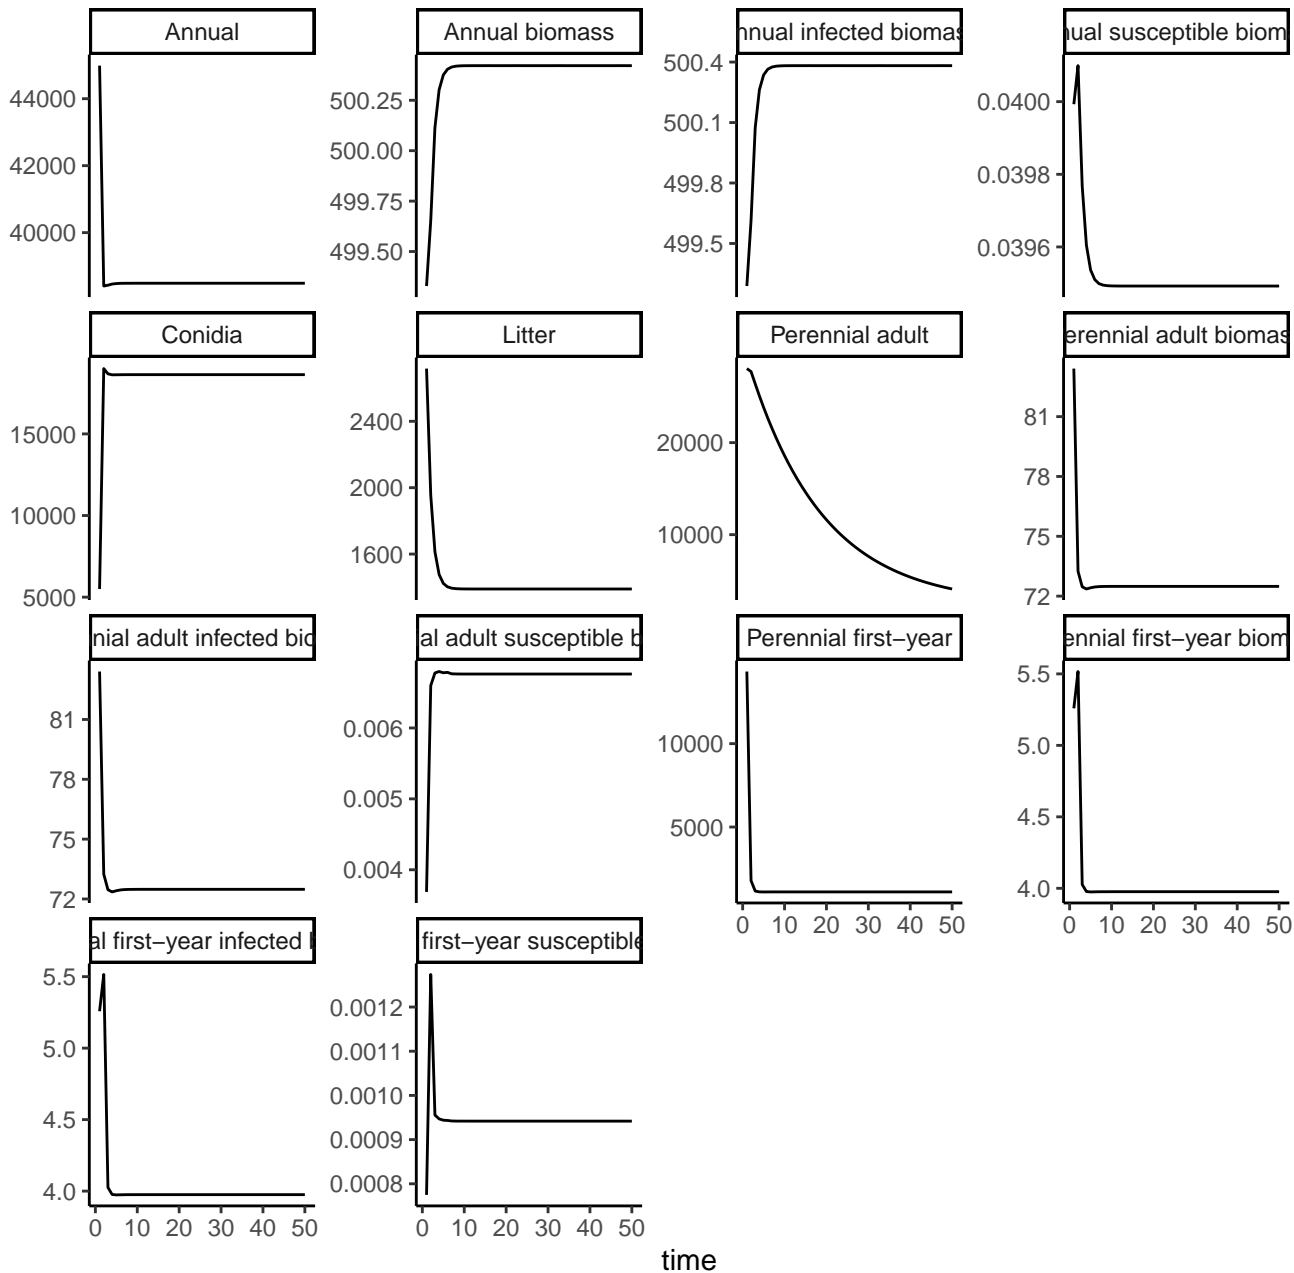 Annual
44000
42000
40000
Annual biomass
500.25
500.00
499.75
499.50
nnual infected biomas
500.4
500.1
499.8
499.5
nual susceptible biom
0.0400
0.0398
0.0396
Conidia
15000
10000
5000
Litter
2400
2000
1600
Perennial adult
20000
10000
erennial adult biomas
81
78
75
72
nial adult infected bio
81
78
75
72
al adult susceptible b
0.006
0.005
0.004
Perennial first−year
10000
5000
0 10 20 30 40 50
ennial first−year biom
5.5
5.0
4.5
4.0
0 10 20 30 40 50
al first−year infected b
5.5
5.0
4.5
4.0
0 10 20 30 40 50
first−year susceptible
0.0012
0.0011
0.0010
0.0009
0.0008
0 10 20 30 40 50
time